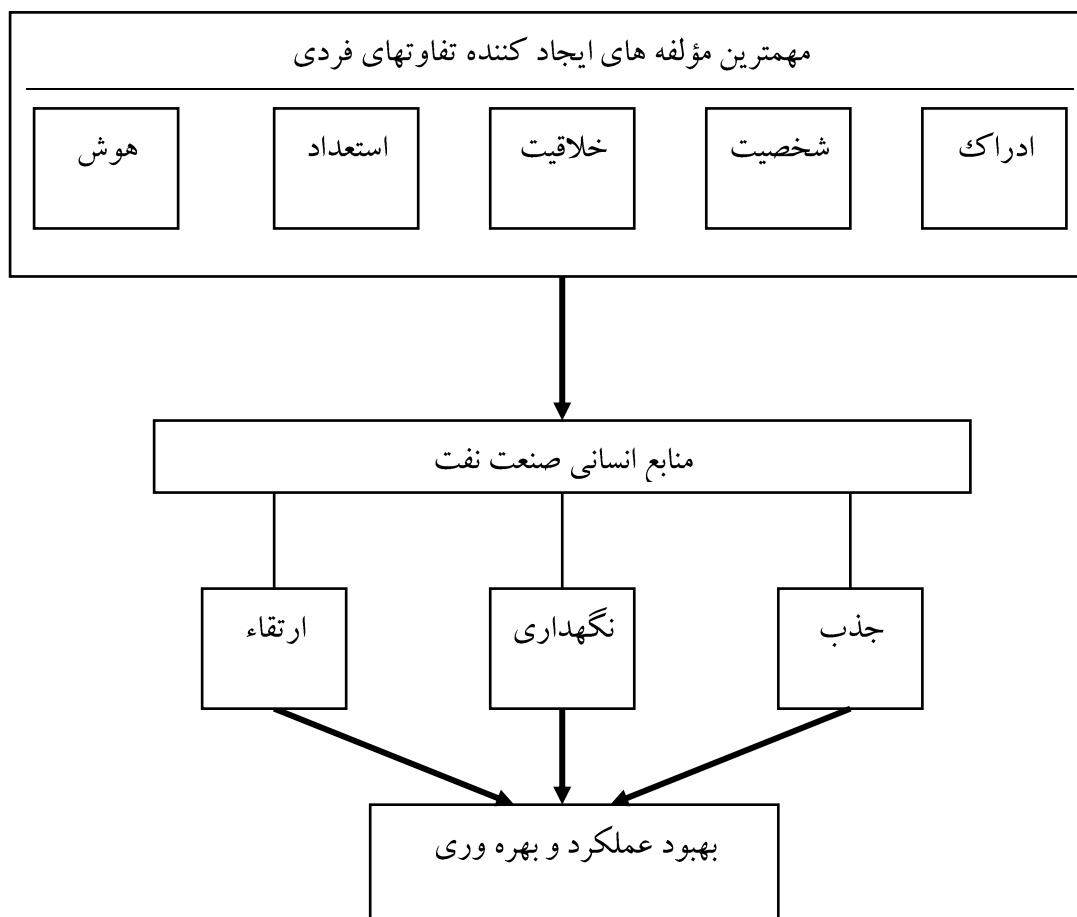 مهمترین مؤلفه های ایجاد کننده تفاوتهای فردی
ادراك
شخصیت
خلاقیت
استعداد
هوش
منابع انسانی صنعت نفت
جذب
نگهداری
ارتقاء
بهبود عملکرد و بهره وری